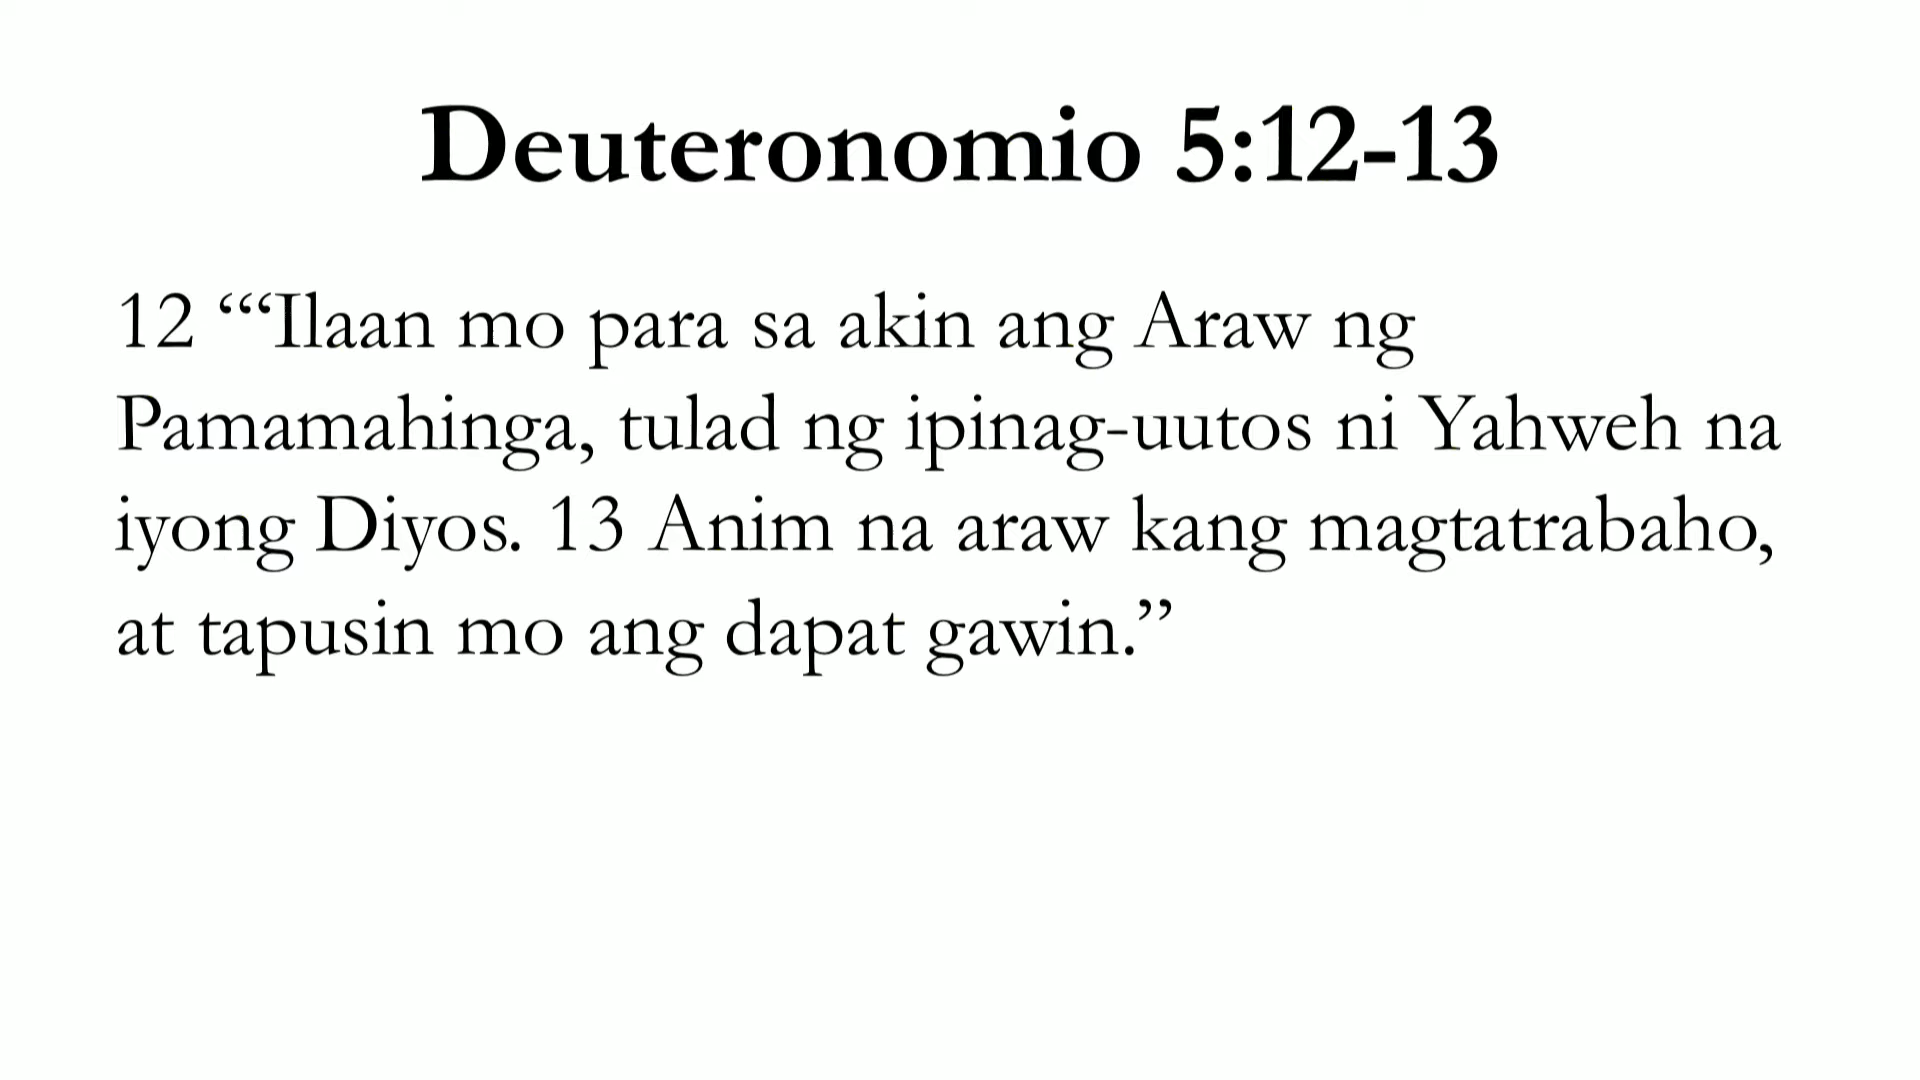 Deuteronomio 5:12-13
12 “‘“Ilaan mo para sa akin ang Araw ng
Pamamahinga, tulad ng ipinag-uutos ni Yahweh na
iyong Diyos. 13 Anim na araw kang magtatrabaho,
at tapusin mo ang dapat gawin.”